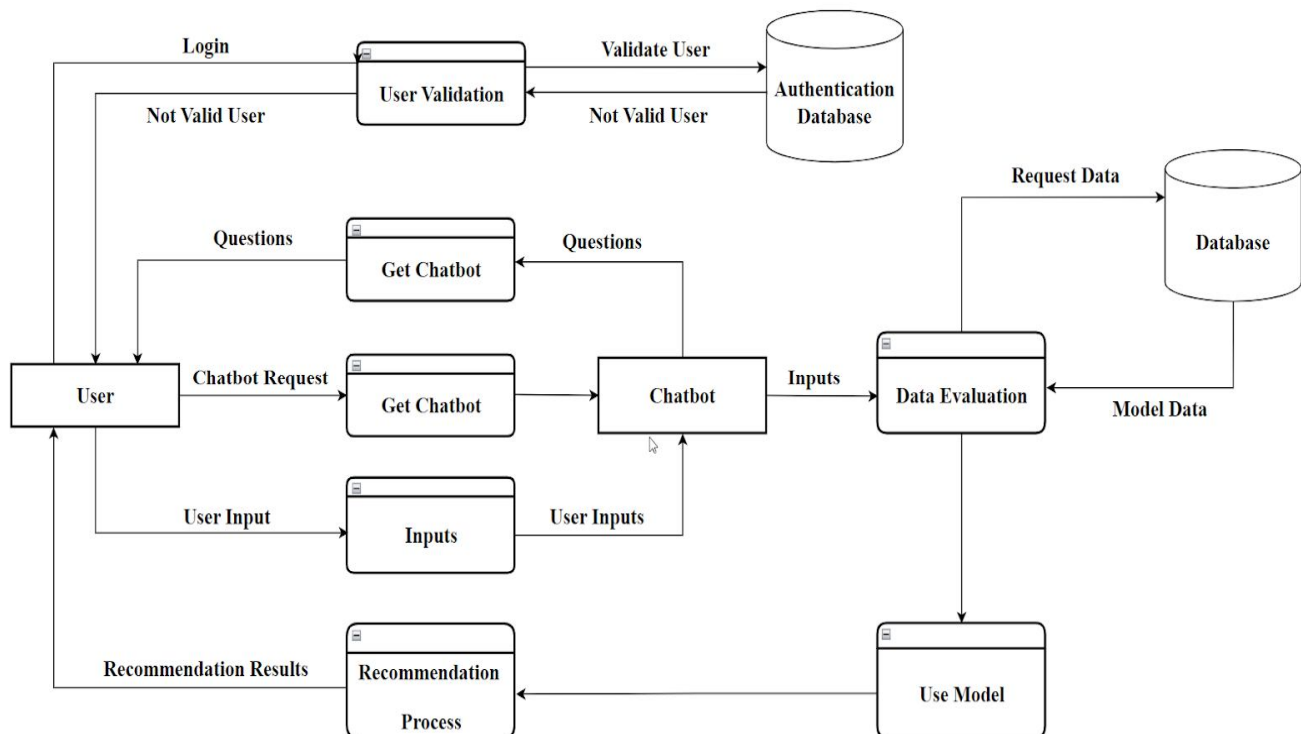 Login
Validate User
User Validation
Authentication
Database
Not Valid User
Not Valid User
Request Data
Database
Questions
Questions
Get Chatbot
User
Chatbot Request
Get Chatbot
Chatbot
Inputs
Data Evaluation
Model Data
User Input
Inputs
User Inputs
Recommendation Results
Recommendation
Process
Use Model